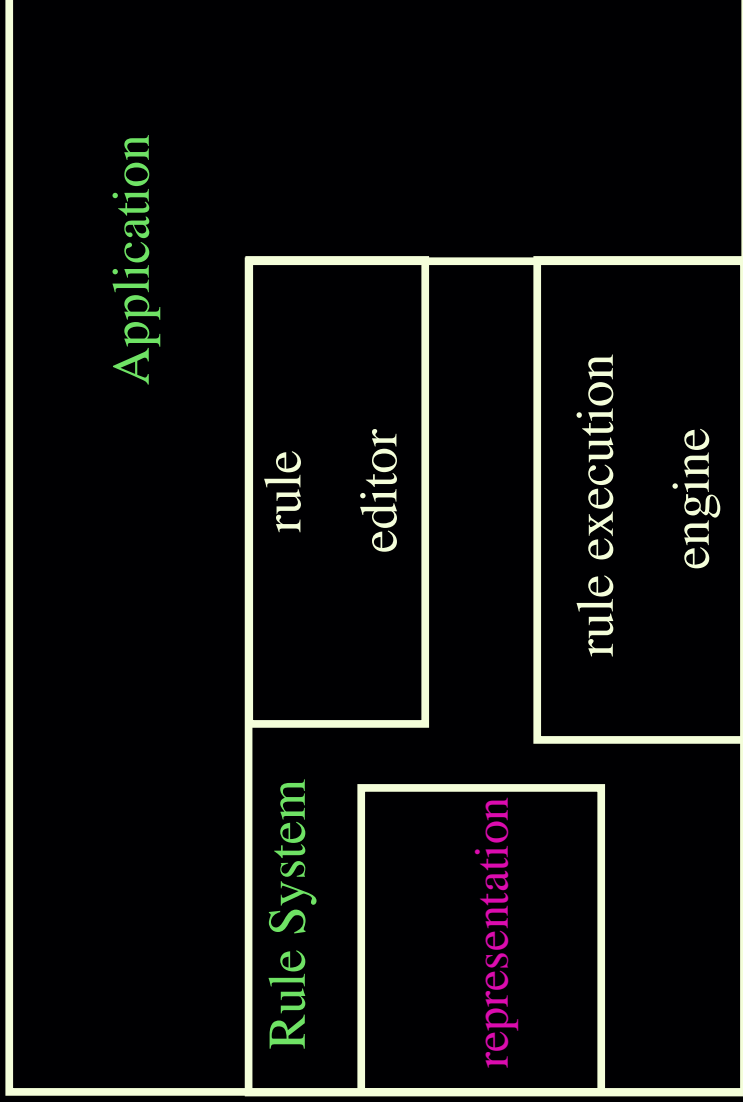 Application
Rule System
rule
editor
representation
rule execution
engine